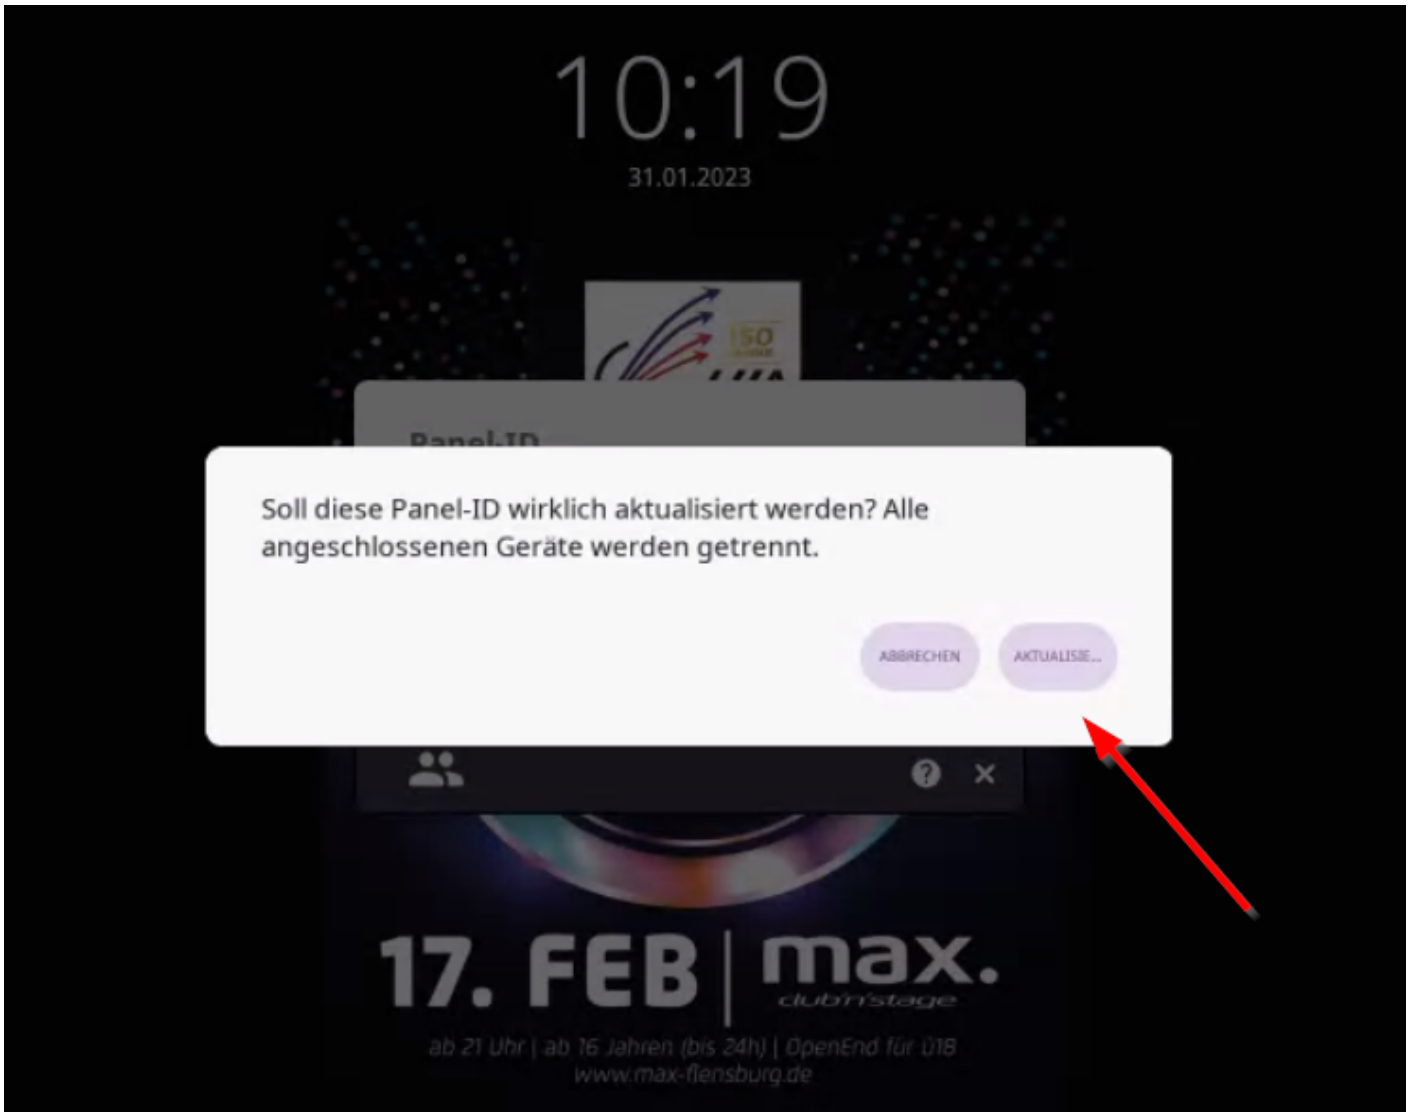 10:19
31.01.2023
150
Panel-ID
Soll diese Panel-ID wirklich aktualisiert werden? Alle
angeschlossenen Geräte werden getrennt.
ABBRECHEN
AKTUALISIE...
17. FEB | max.
club'n'stage
ab 21 Uhr | ab 16 Jahren (bis 24h) | OpenEnd für Ü18
www.max-flensburg.de